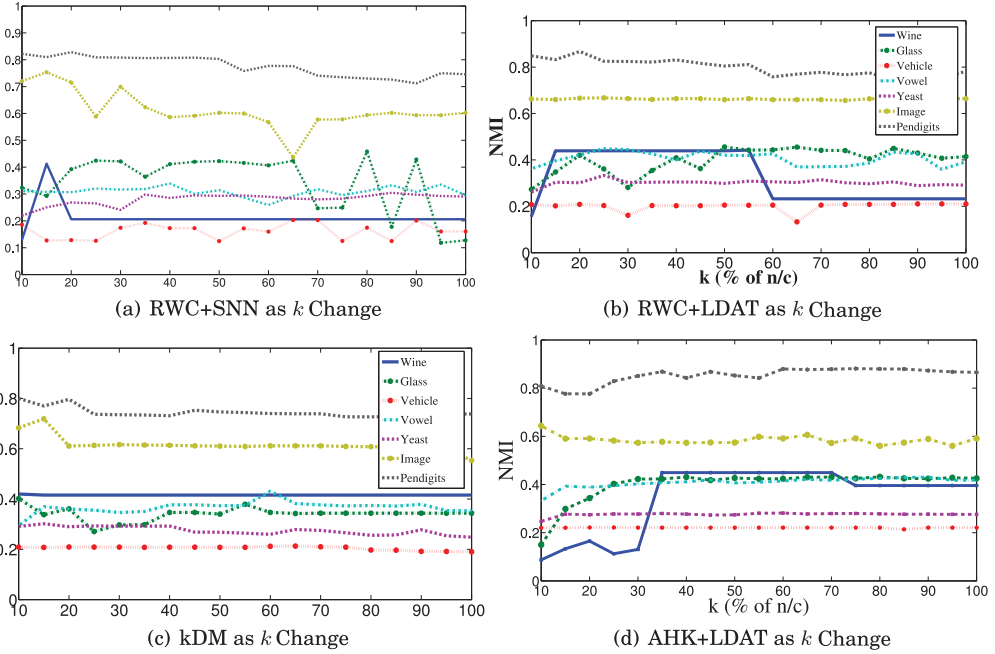 1
0.9
0.8
0.7
0.6
0.5
0.4
0.3
0.2
0.1
0
10 20 30 40 50 60 70 80 90 100
(a) RWC+SNN as k Change
1
0.8
0.6
0.4
0.2
0
NMI
Wine
Glass
Vehicle
Vowel
Yeast
Image
Pendigits
10 20 30 40 50 60 70 80 90 100
k (% of n/c)
(b) RWC+LDAT as k Change
1
0.8
0.6
0.4
0.2
0
Wine
Glass
Vehicle
Vowel
Yeast
Image
Pendigits
10 20 30 40 50 60 70 80 90 100
(c) kDM as k Change
1
0.8
0.6
0.4
0.2
0
NMI
10 20 30 40 50 60 70 80 90 100
k (% of n/c)
(d) AHK+LDAT as k Change